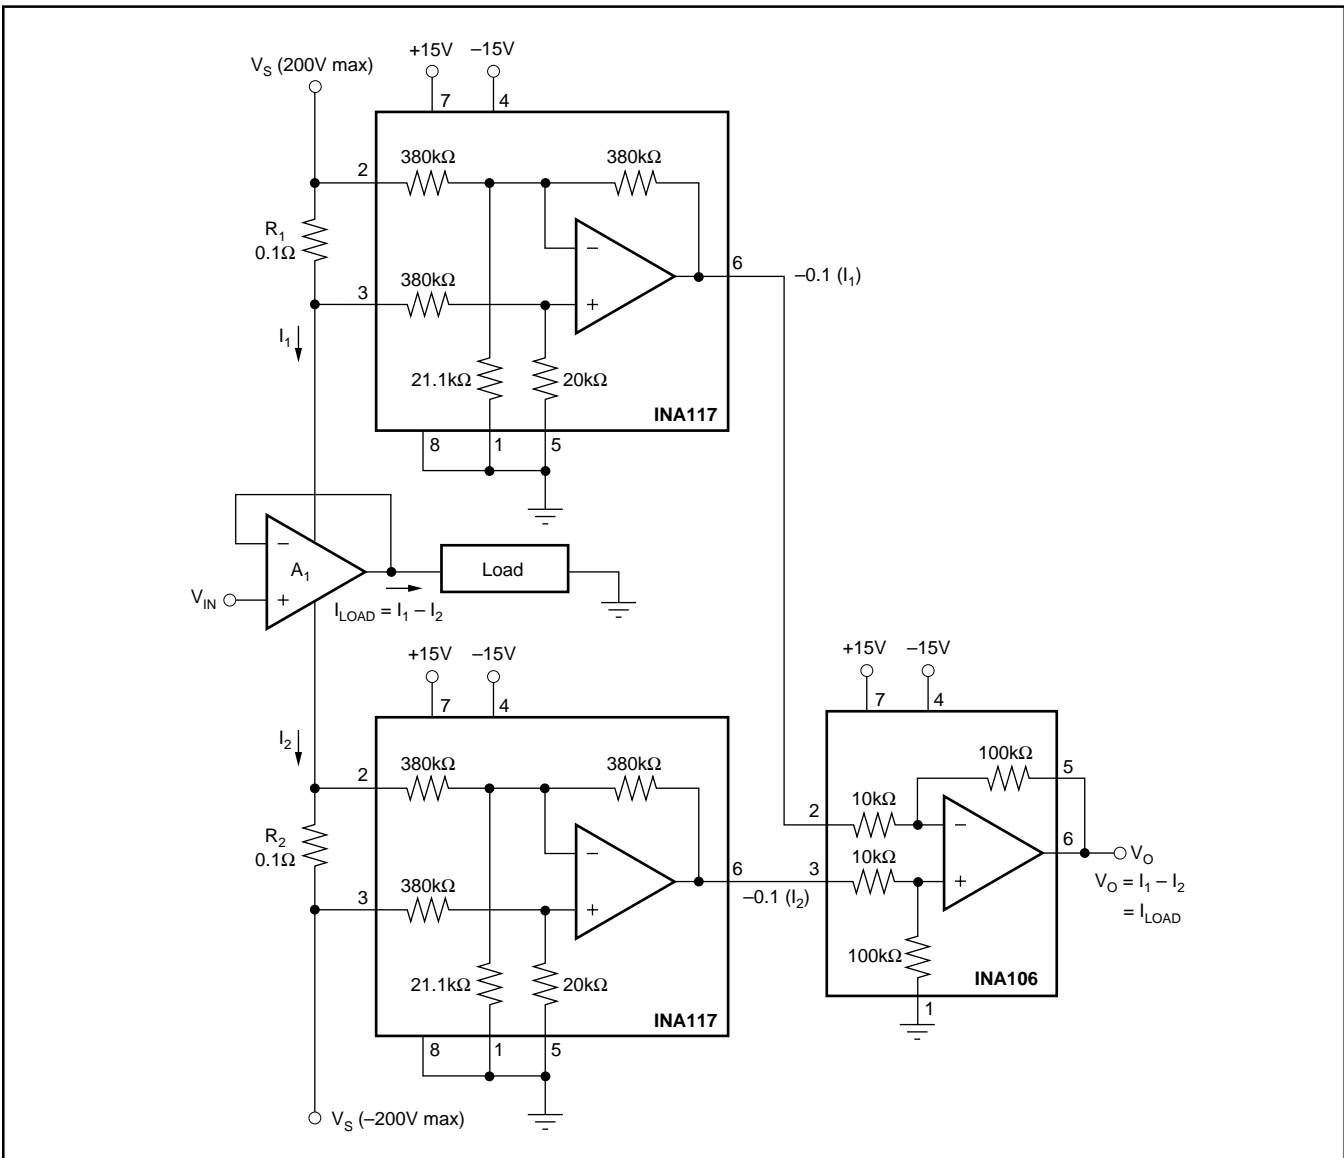 V_S (200V max)
+15V
–15V
7
4
2
380kΩ
380kΩ
R_1
0.1Ω
–
6
–0.1 (I_1)
3
380kΩ
+
I_1
21.1kΩ
20kΩ
INA117
8
1
5
–
A_1
Load
V_IN
+
I_LOAD = I_1 – I_2
+15V
–15V
7
4
I_2
2
380kΩ
380kΩ
R_2
0.1Ω
–
6
–0.1 (I_2)
3
380kΩ
+
21.1kΩ
20kΩ
INA117
8
1
5
V_S (–200V max)
+15V
–15V
7
4
100kΩ
5
2
10kΩ
–
6
V_O
3
10kΩ
+
V_O = I_1 – I_2
= I_LOAD
100kΩ
INA106
1